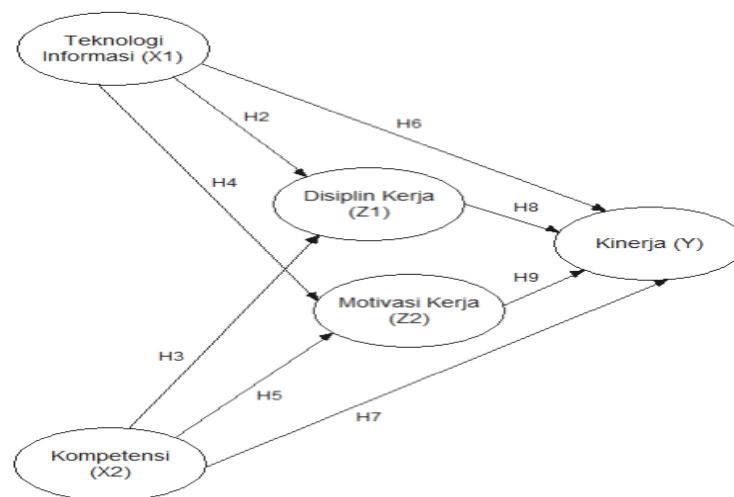 Teknologi
Informasi (X1)
H2
H6
H4
Disiplin Kerja
(Z1)
H8
Kinerja (Y)
H9
Motivasi Kerja
(Z2)
H3
H5
H7
Kompetensi
(X2)